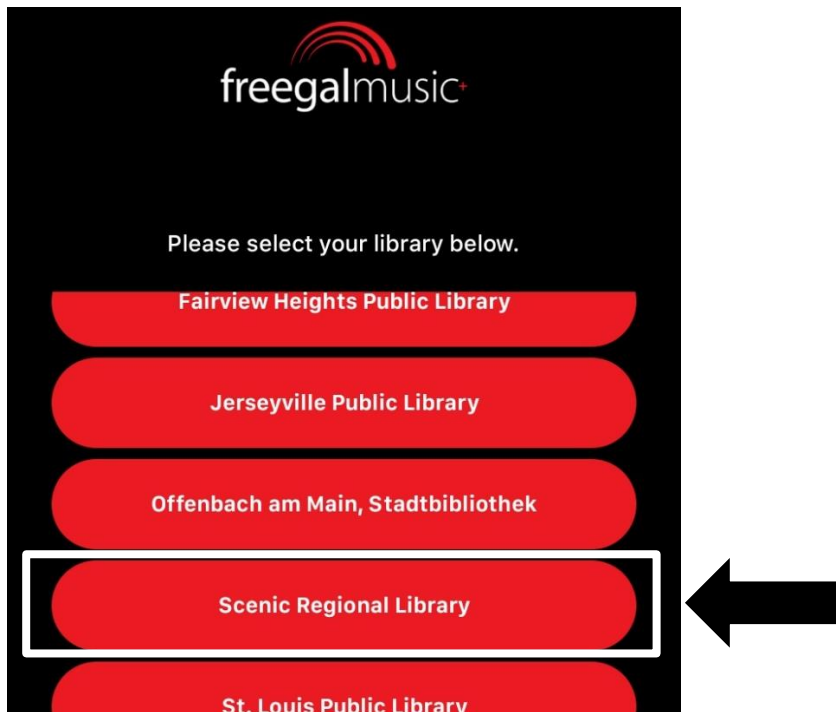 freegalmusic+
Please select your library below.
Fairview Heights Public Library
Jerseyville Public Library
Offenbach am Main, Stadtbibliothek
Scenic Regional Library
St. Louis Public Library